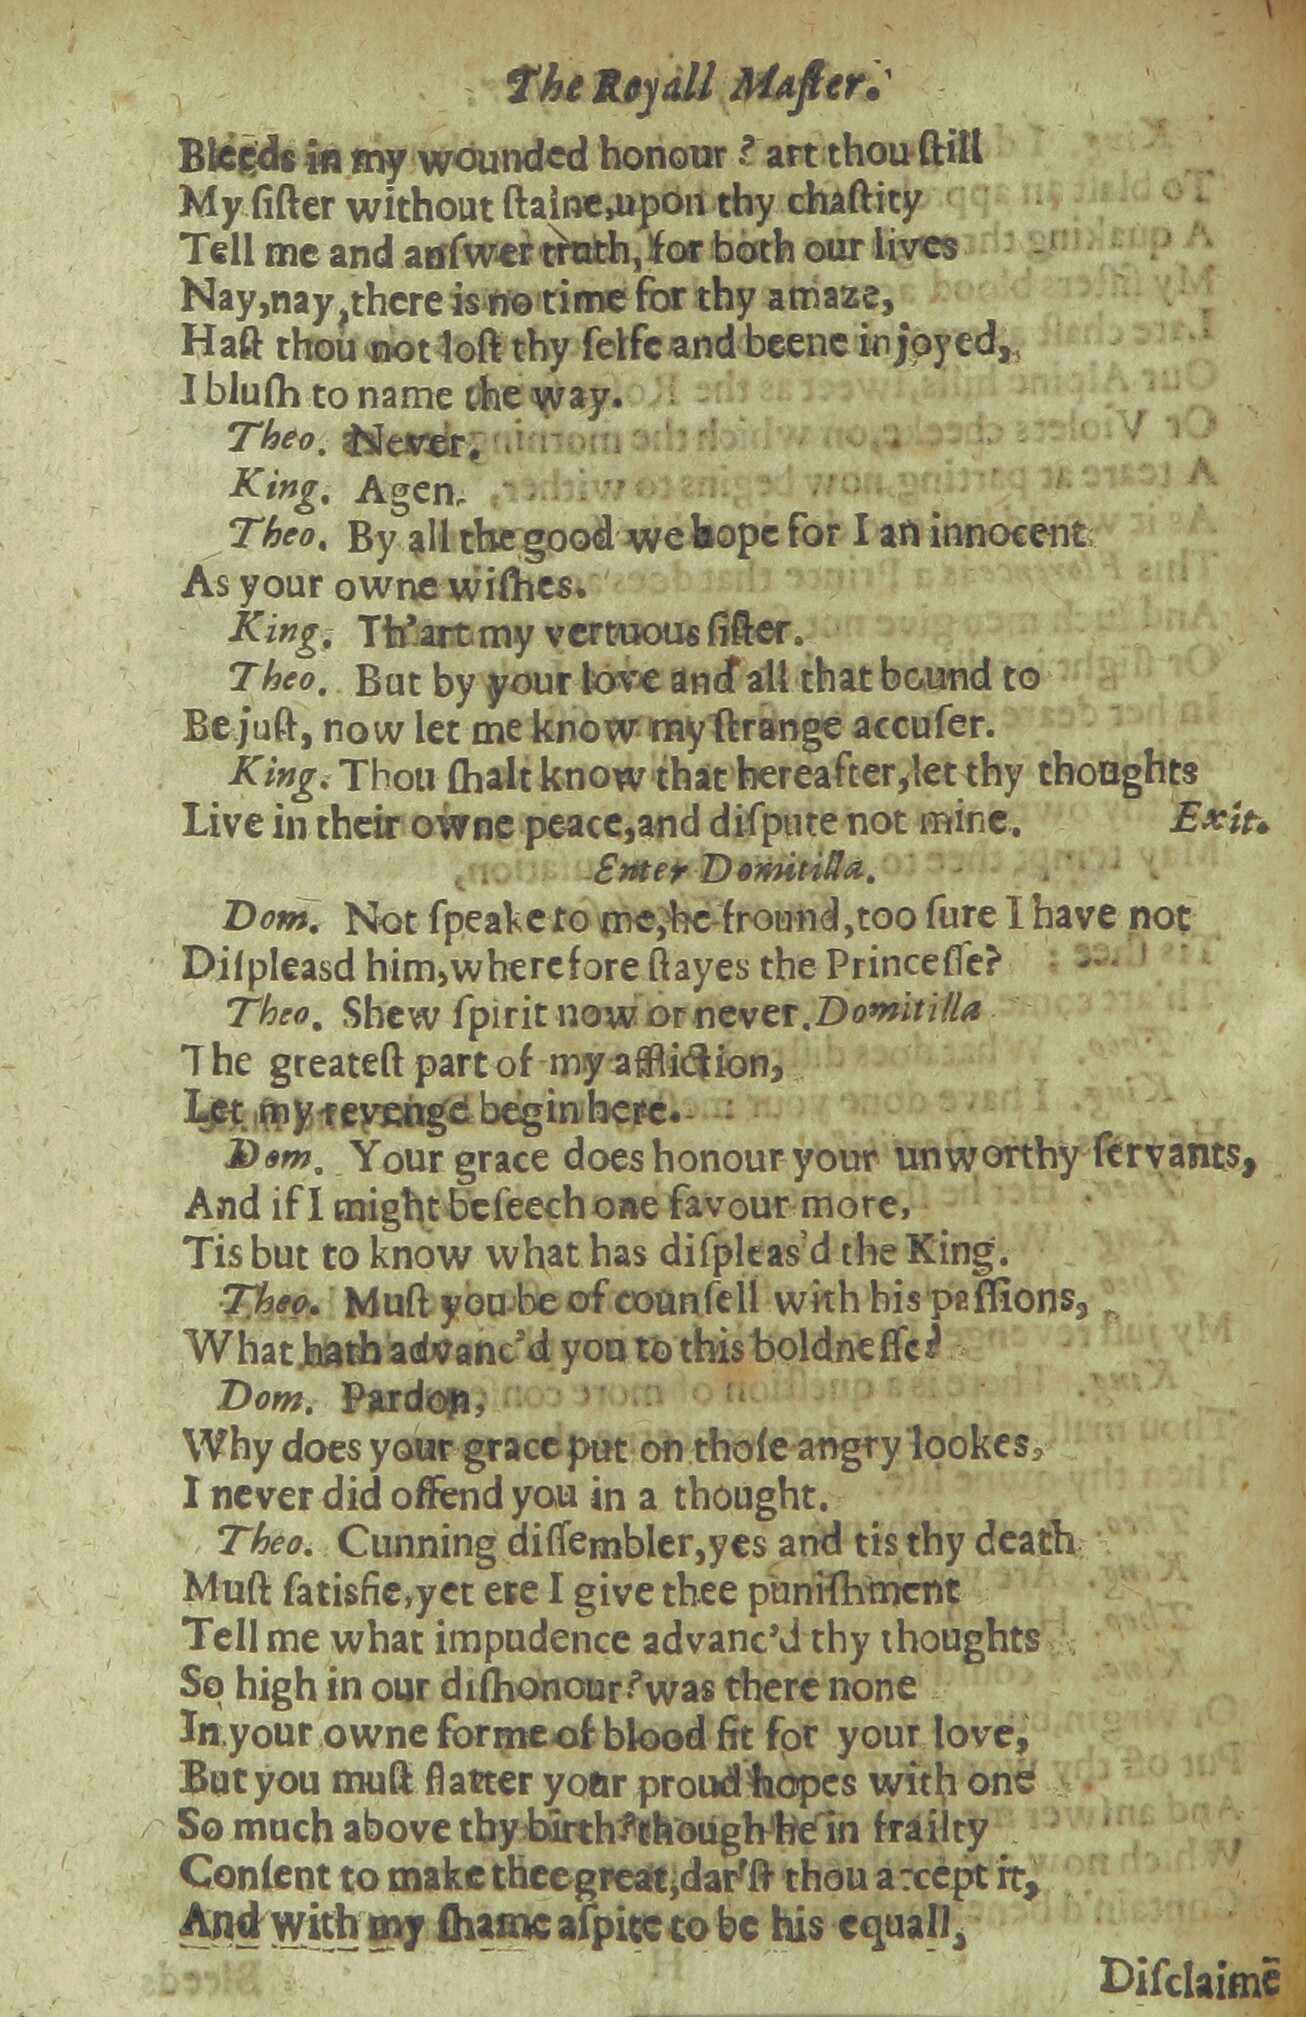 The Royall Maſter.
Bleeds in my wounded honour? art thou ſtill
My ſiſter without ſtaine, upon thy chaſtity
Tell me and anſwer truth, for both our lives
Nay, nay, there is no time for thy amaze,
Haſt thou not loſt thy ſelfe and beene injoyed,
I bluſh to name the way.
Theo. Never.
King. Agen.
Theo. By all the good we hope for I an innocent
As your owne wiſhes.
King. Th'art my vertuous ſiſter.
Theo. But by your love and all that bound to
Be juſt, now let me know my ſtrange accuſer.
King. Thou ſhalt know that hereafter, let thy thoughts
Live in their owne peace, and diſpute not mine. Exit.
Enter Domitilla.
Dom. Not ſpeake to me, he fround, too ſure I have not
Diſpleasd him, wherefore ſtayes the Princeſſe?
Theo. Shew ſpirit now or never. Domitilla
The greateſt part of my affliction,
Let my revenge begin here.
Dom. Your grace does honour your unworthy ſervants,
And if I might beſeech one favour more,
Tis but to know what has diſpleas'd the King.
Theo. Muſt you be of counſell with his paſſions,
What hath advanc'd you to this boldneſſe?
Dom. Pardon,
Why does your grace put on thoſe angry lookes,
I never did offend you in a thought.
Theo. Cunning diſſembler, yes and tis thy death
Muſt ſatisfie, yet ere I give thee puniſhment
Tell me what impudence advanc'd thy thoughts
So high in our diſhonour? was there none
In your owne forme of blood fit for your love,
But you muſt flatter your proud hopes with one
So much above thy birth? though he in frailty
Conſent to make thee great, dar'ſt thou accept it,
And with my ſhame aſpire to be his equall,
Diſclaimē